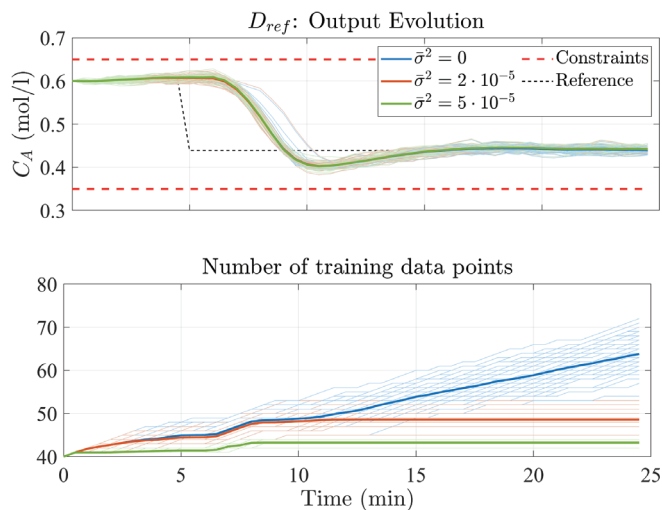 D_ref: Output Evolution
0.7
0.6
0.5
0.4
0.3
C_A (mol/l)
σ̄² = 0
σ̄² = 2 · 10⁻⁵
σ̄² = 5 · 10⁻⁵
Constraints
Reference
Number of training data points
80
70
60
50
40
0 5 10 15 20 25
Time (min)